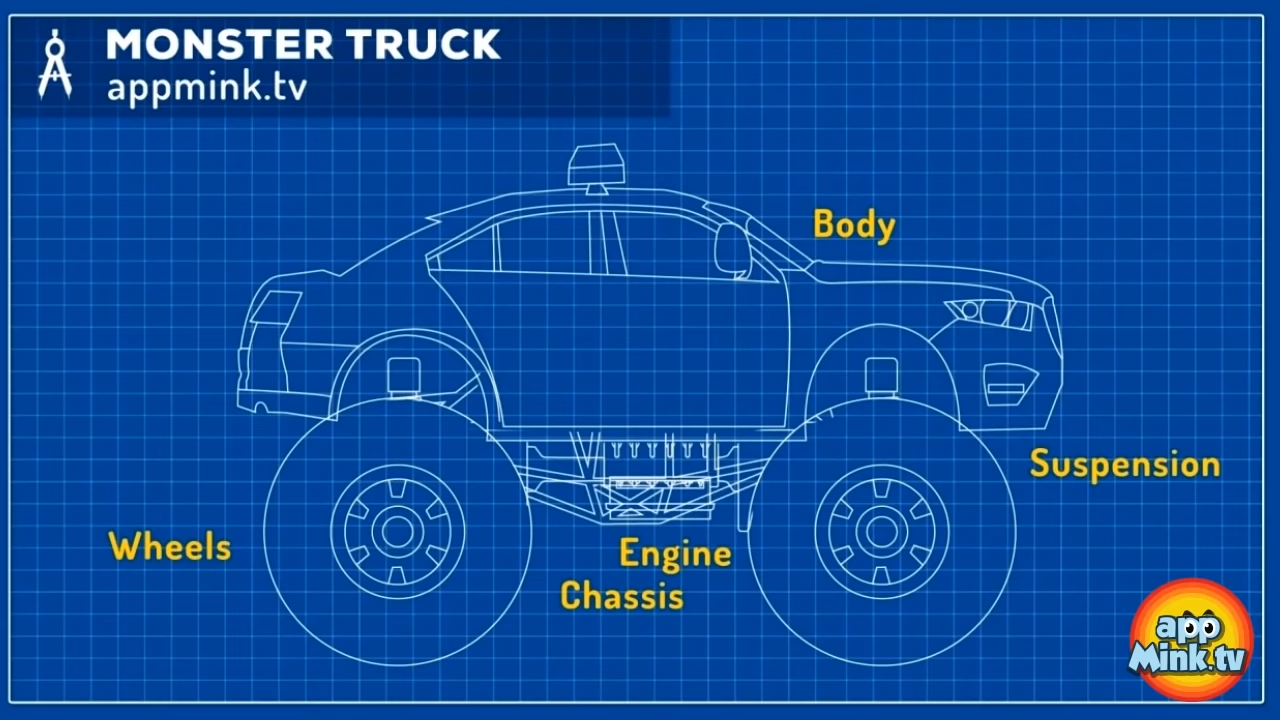 MONSTER TRUCK
appmink.tv
Body
Suspension
Wheels
Engine
Chassis
app
Mink.tv